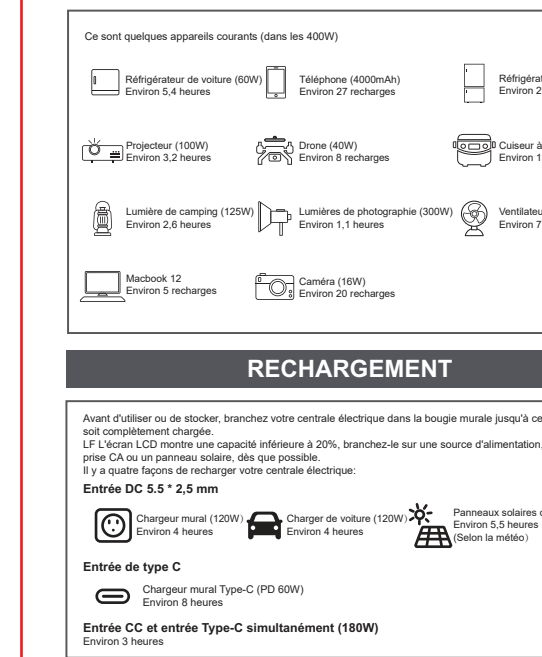 Ce sont quelques appareils courants (dans les 400W)
Réfrigérateur de voiture (60W)
Environ 5,4 heures
Téléphone (4000mAh)
Environ 27 recharges
Environ
Projecteur (100W)
Environ 3,2 heures
Drone (40W)
Environ 8 recharges
Cuiseur à
Environ
Lumière de camping (125W)
Environ 2,6 heures
Lumières de photographie (300W)
Environ 1,1 heures
Ventilateur
Environ
Macbook 12
Environ 5 recharges
Caméra (16W)
Environ 20 recharges
RECHARGEMENT
Avant d'utiliser ou de stocker, branchez votre centrale électrique dans la bougie murale jusqu'à ce
soit complètement chargée.
LF L'écran LCD montre une capacité inférieure à 20%, branchez-le sur une source d'alimentation,
prise CA ou un panneau solaire, dès que possible.
Il y a quatre façons de recharger votre centrale électrique:
Entrée DC 5.5 * 2,5 mm
Chargeur mural (120W)
Environ 4 heures
Charger de voiture (120W)
Environ 4 heures
Panneaux solaires
Environ 5,5 heures
(Selon la météo)
Entrée de type C
Chargeur mural Type-C (PD 60W)
Environ 8 heures
Entrée CC et entrée Type-C simultanément (180W)
Environ 3 heures